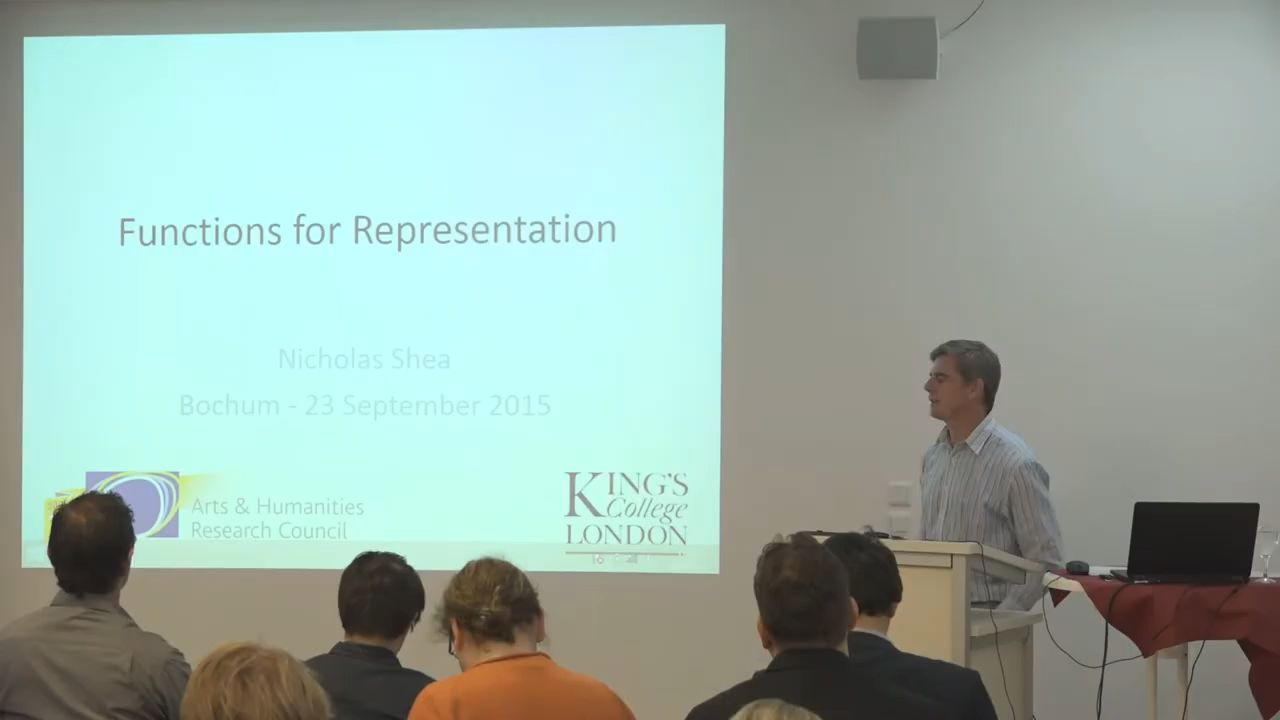 Functions for Representation
Nicholas Shea
Bochum - 23 September 2015
Arts & Humanities
Research Council
KING'S
College
LONDON